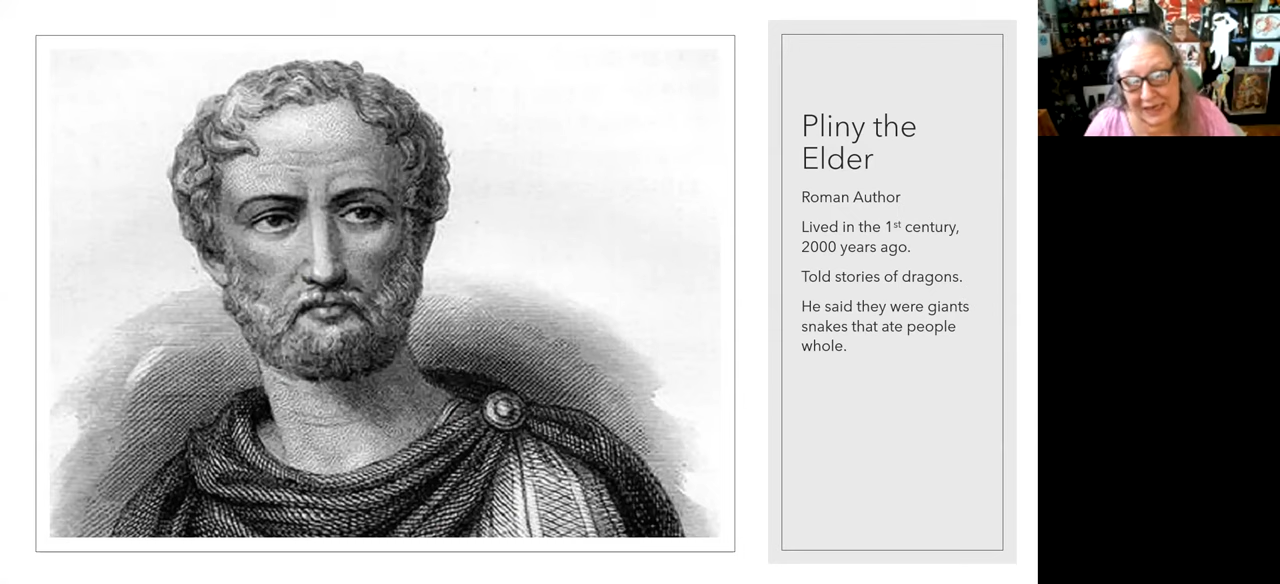 Pliny the
Elder
Roman Author
Lived in the 1st century,
2000 years ago.
Told stories of dragons.
He said they were giants
snakes that ate people
whole.